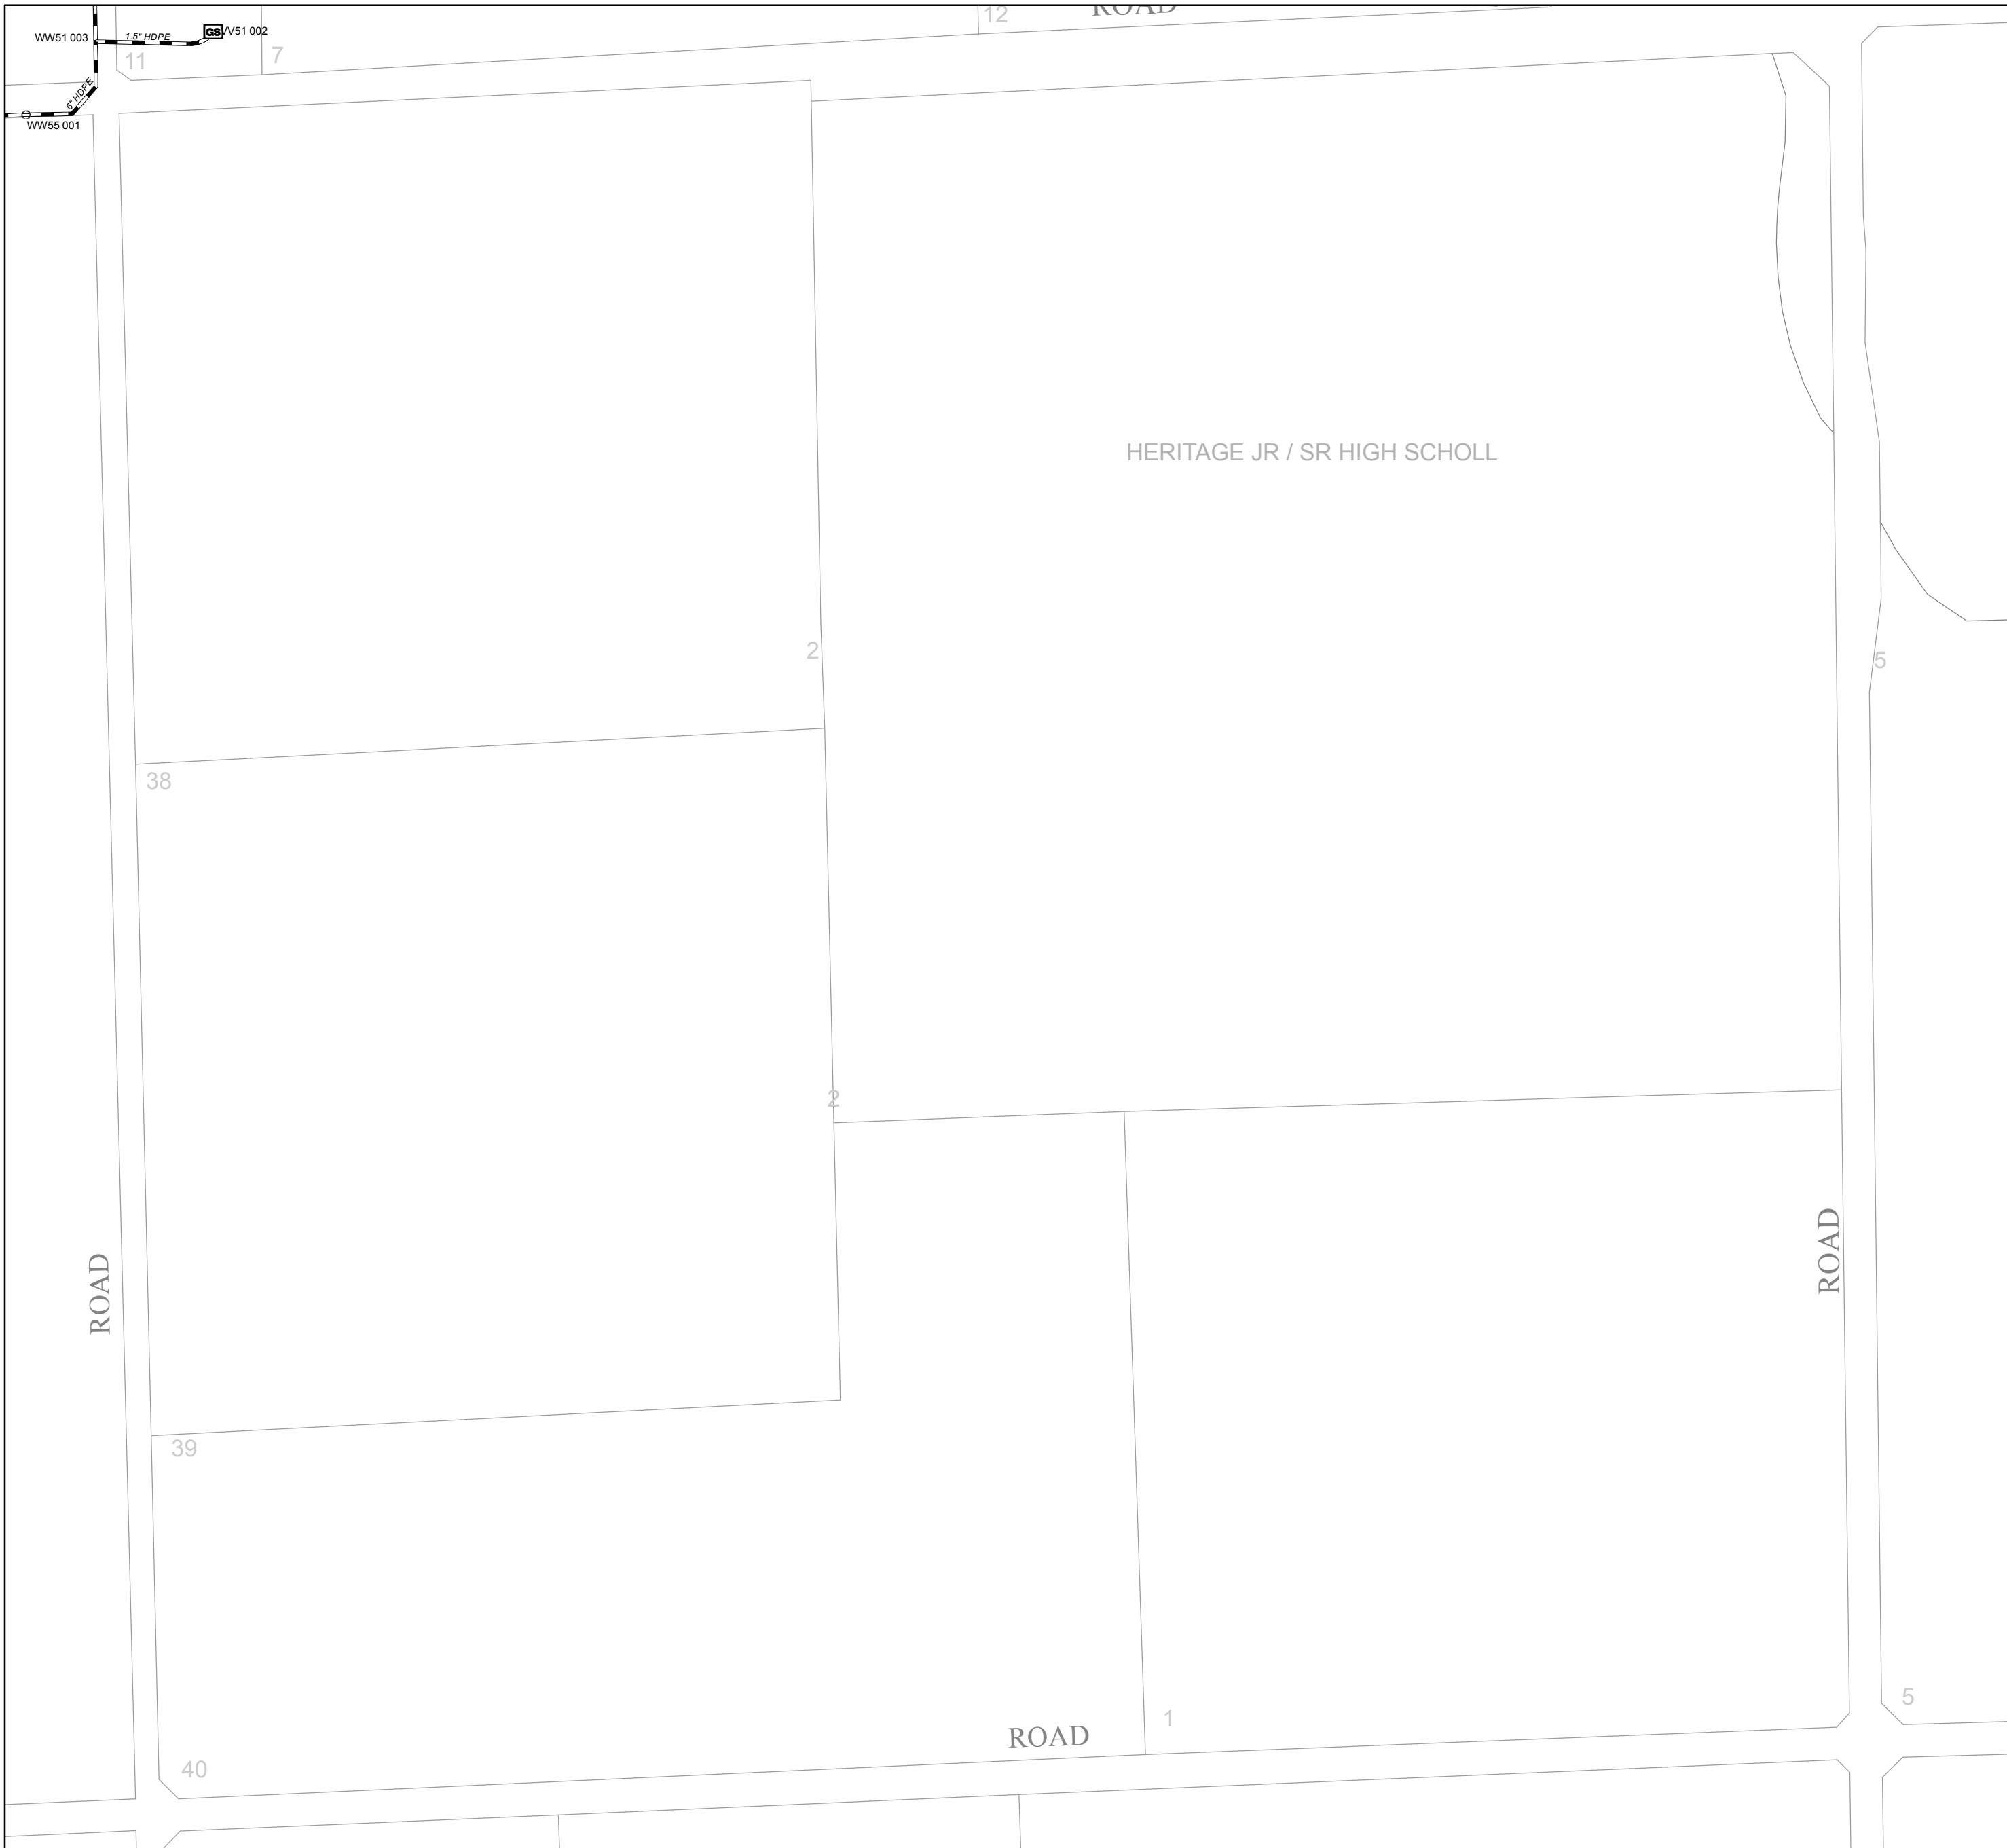 12
ROAD
WW51 003
1.5" HDPE
GS
VV51 002
11
7
6" HDPE
WW55 001
HERITAGE JR / SR HIGH SCHOLL
2
5
38
2
ROAD
ROAD
39
1
5
ROAD
40